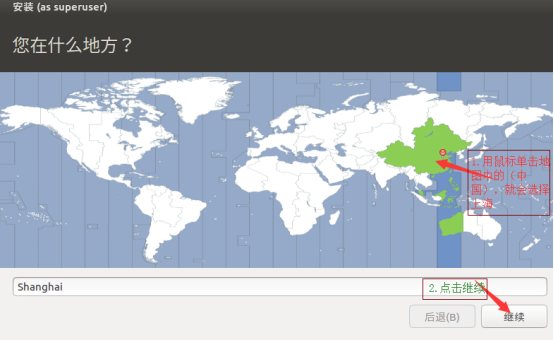 安装 (as superuser)
您在什么地方？
1.用鼠标单击地
图中的（中
国），就会选择
上海
Shanghai
2.点击继续
后退(B)
继续